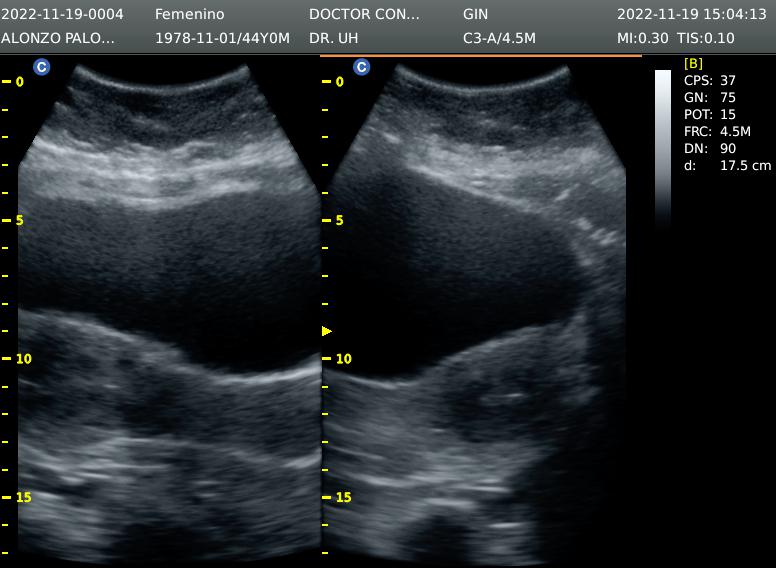 2022-11-19-0004 Femenino DOCTOR CON... GIN 2022-11-19 15:04:13
ALONZO PALO... 1978-11-01/44Y0M DR. UH C3-A/4.5M MI:0.30 TIS:0.10
C
C
[B]
CPS: 37
GN: 75
POT: 15
FRC: 4.5M
DN: 90
d: 17.5 cm
0
5
10
15
0
5
10
15